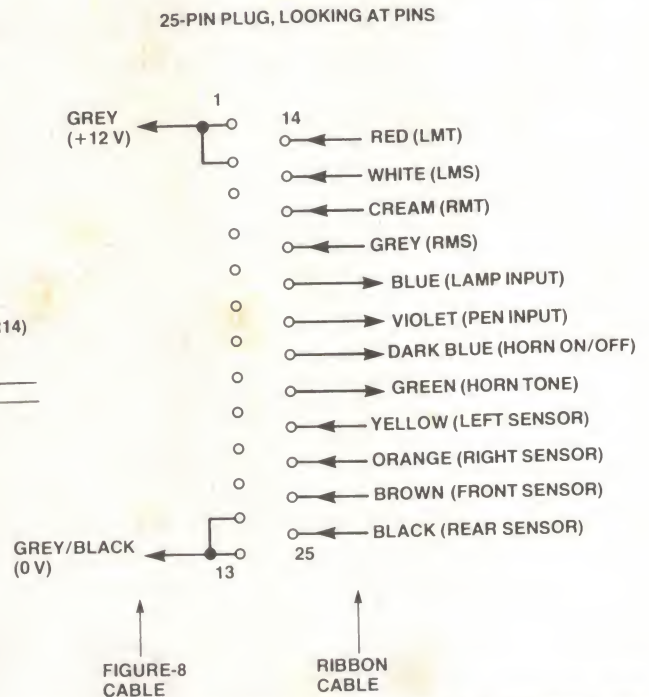 25-PIN PLUG, LOOKING AT PINS
1
GREY
(+12 V)
14
RED (LMT)
WHITE (LMS)
CREAM (RMT)
GREY (RMS)
BLUE (LAMP INPUT)
VIOLET (PEN INPUT)
DARK BLUE (HORN ON/OFF)
GREEN (HORN TONE)
YELLOW (LEFT SENSOR)
ORANGE (RIGHT SENSOR)
BROWN (FRONT SENSOR)
BLACK (REAR SENSOR)
14)
GREY/BLACK
(0 V)
13
25
FIGURE-8
CABLE
RIBBON
CABLE